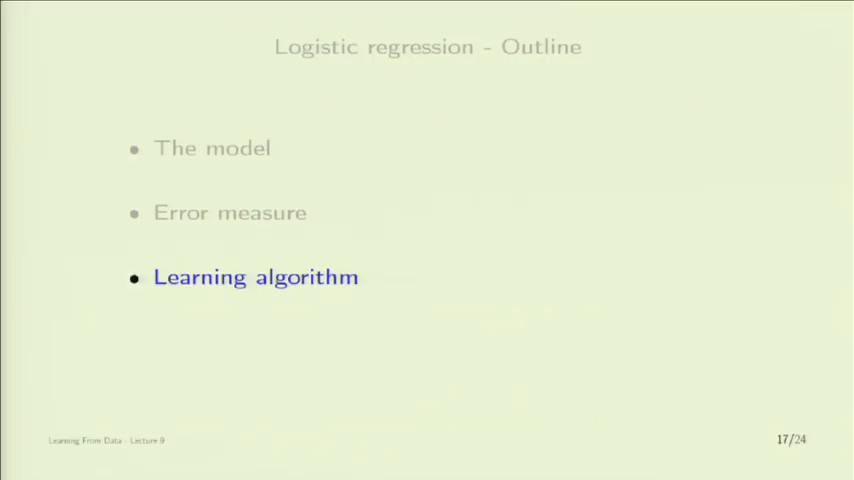 Logistic regression - Outline
• The model
• Error measure
• Learning algorithm
Learning From Data - Lecture 9
17/24